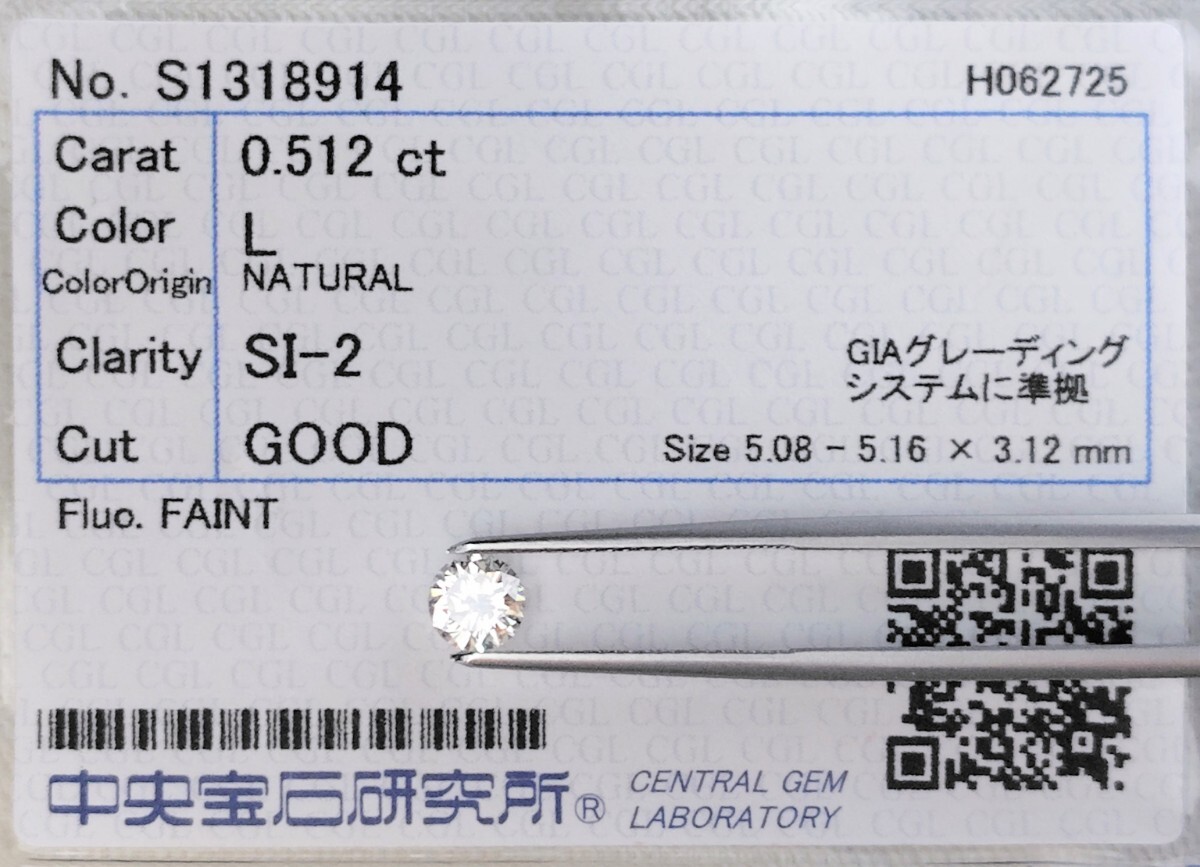 No. S1318914 H062725
Carat 0.512 ct
Color L
ColorOrigin NATURAL
Clarity SI-2
GIAグレーディング
システムに準拠
Cut GOOD Size 5.08 - 5.16 × 3.12 mm
Fluo. FAINT
中央宝石研究所® CENTRAL GEM
LABORATORY